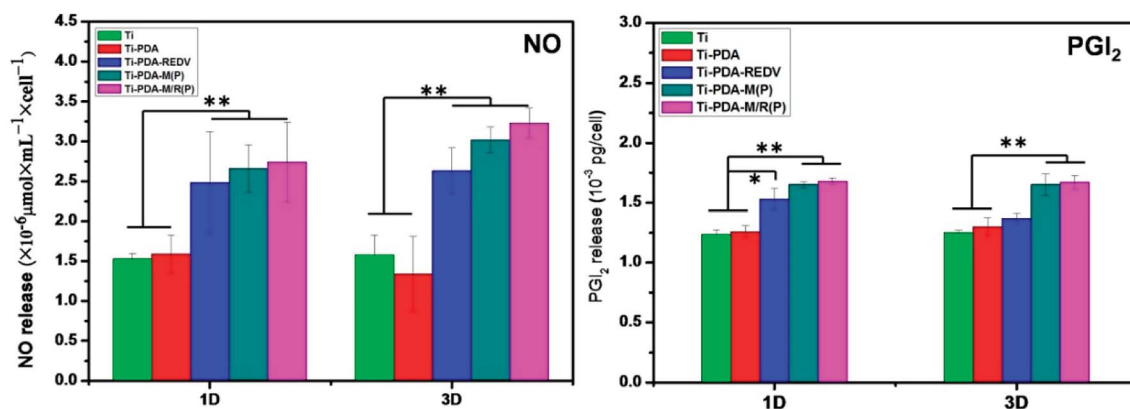 4.5
4.0
3.5
3.0
2.5
2.0
1.5
1.0
0.5
0.0
NO release (×10⁻⁶μmol×mL⁻¹×cell⁻¹)
Ti
Ti-PDA
Ti-PDA-REDV
Ti-PDA-M(P)
Ti-PDA-M/R(P)
NO
**
**
1D
3D
3.0
2.5
2.0
1.5
1.0
0.5
0.0
PGI₂ release (10⁻³ pg/cell)
Ti
Ti-PDA
Ti-PDA-REDV
Ti-PDA-M(P)
Ti-PDA-M/R(P)
PGI₂
**
*
**
1D
3D